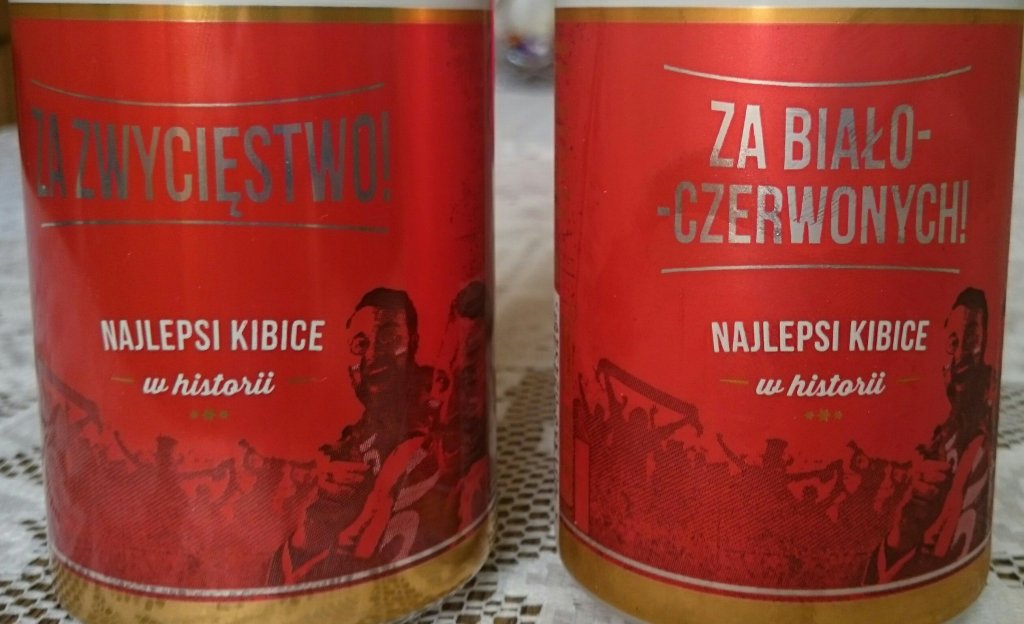 ZA ZWYCIĘSTWO!
NAJLEPSI KIBICE
w historii
ZA BIAŁO-
-CZERWONYCH!
NAJLEPSI KIBICE
w historii